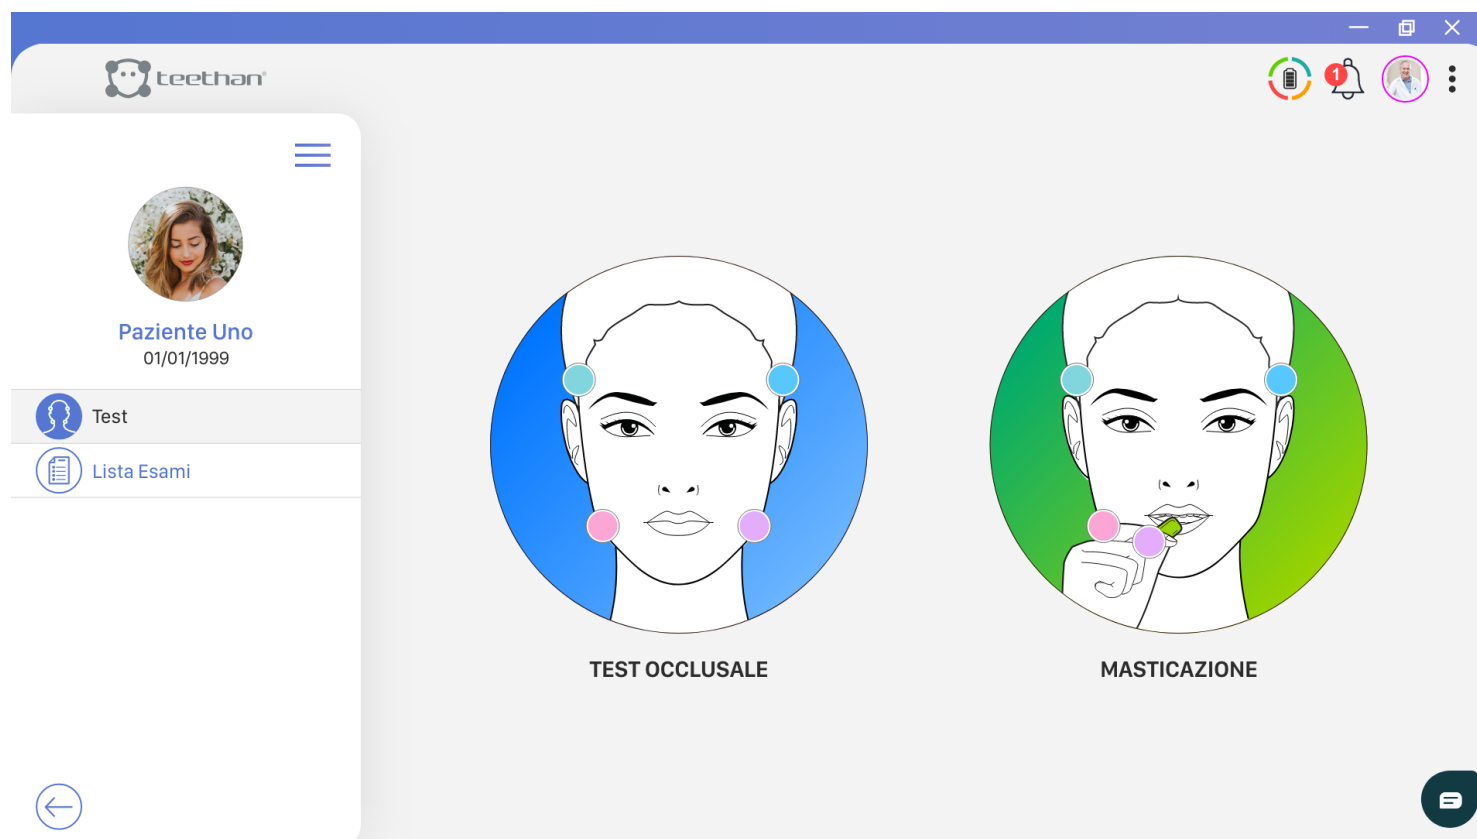 teethan®
1
Paziente Uno
01/01/1999
Test
Lista Esami
TEST OCCLUSALE
MASTICAZIONE